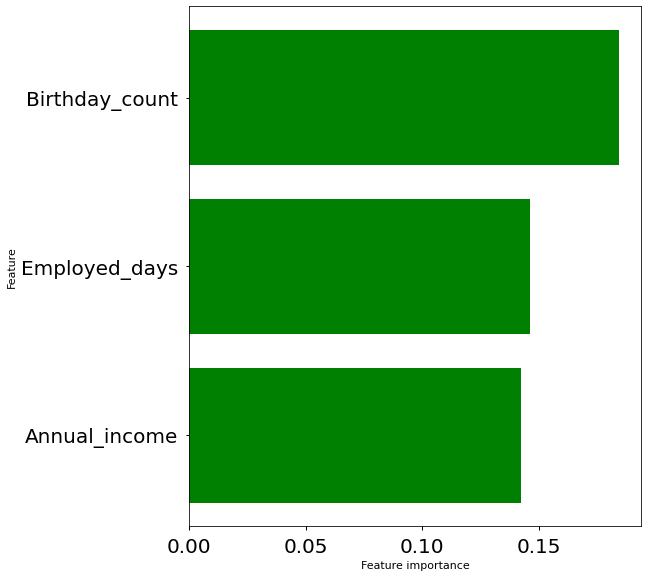 Birthday_count
Employed_days
Annual_income
Feature
0.00 0.05 0.10 0.15
Feature importance